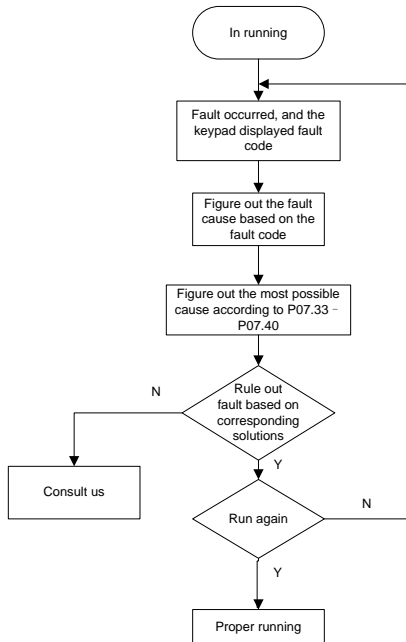 In running
Fault occurred, and the
keypad displayed fault
code
Figure out the fault
cause based on the
fault code
Figure out the most possible
cause according to P07.33–
P07.40
Rule out
fault based on
corresponding
solutions
N
Y
Consult us
Run again
N
Y
Proper running